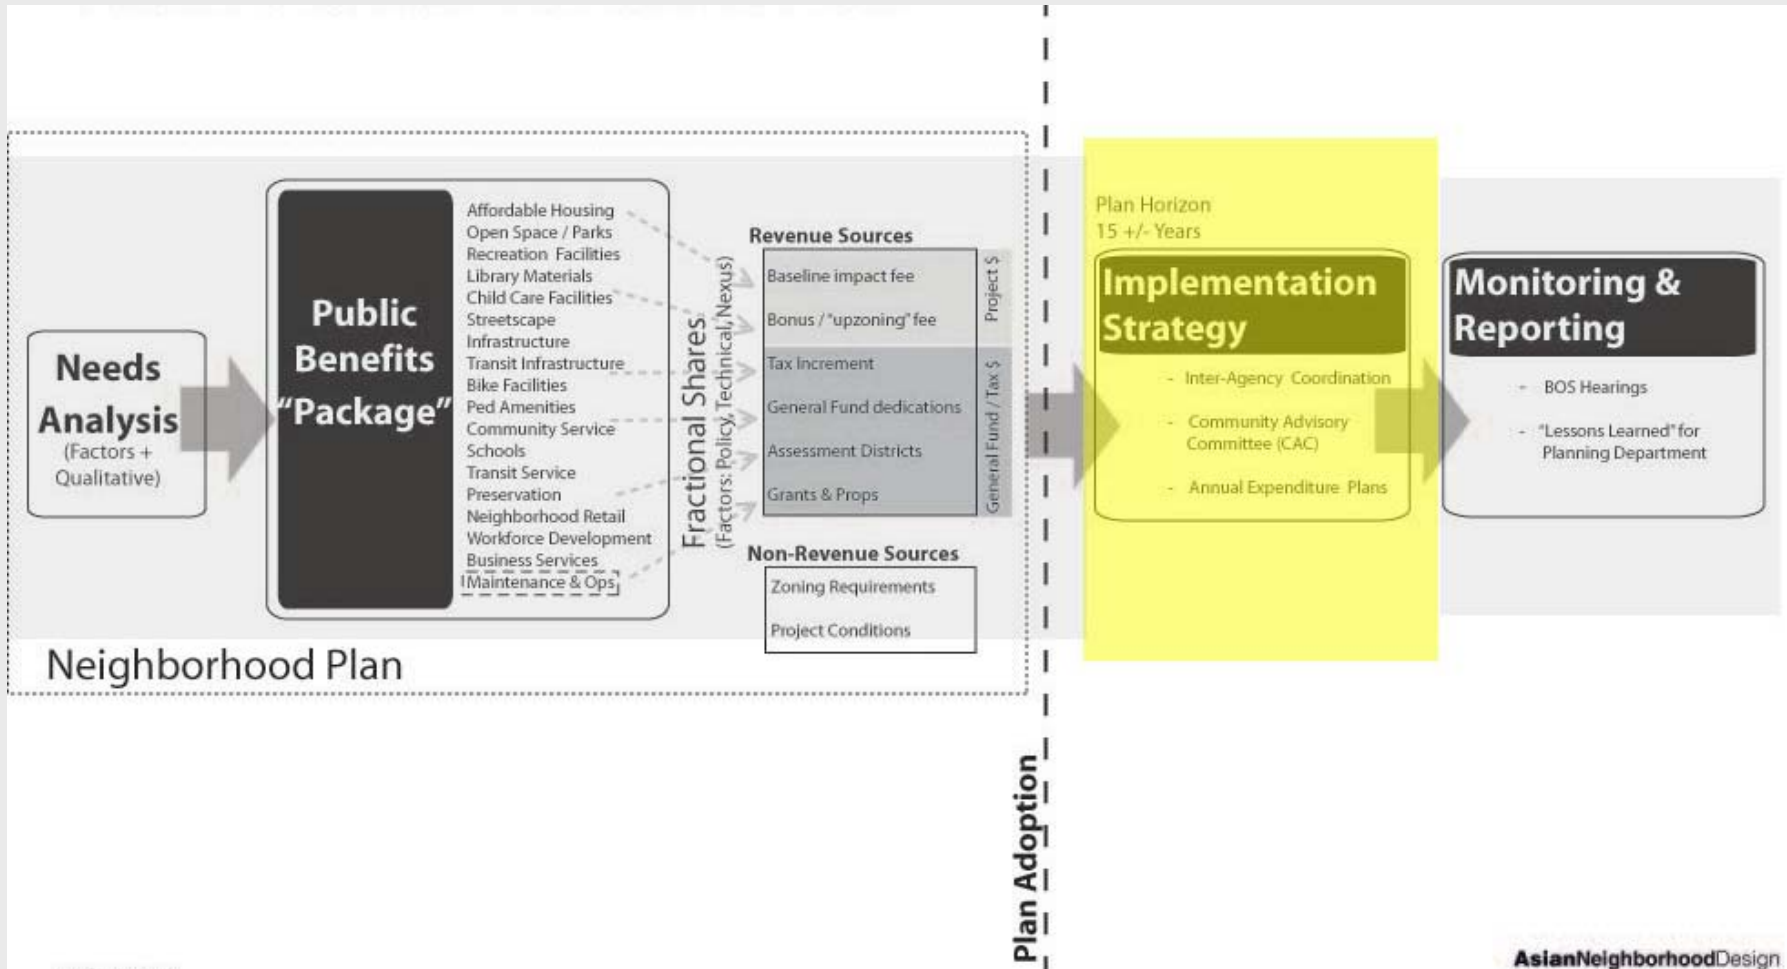 Needs
Analysis
(Factors +
Qualitative)
Public
Benefits
“Package”
Affordable Housing
Open Space / Parks
Recreation Facilities
Library Materials
Child Care Facilities
Streetscape
Infrastructure
Transit Infrastructure
Bike Facilities
Ped Amenities
Community Service
Schools
Transit Service
Preservation
Neighborhood Retail
Workforce Development
Business Services
Maintenance & Ops
Fractional Shares
(Factors: Policy, Technical, Nexus)
Revenue Sources
Baseline impact fee
Bonus / “upzoning” fee
Tax Increment
General Fund dedications
Assessment Districts
Grants & Props
Project $
General Fund / Tax $
Non-Revenue Sources
Zoning Requirements
Project Conditions
Neighborhood Plan
Plan Adoption
Plan Horizon
15 +/- Years
Implementation
Strategy
- Inter-Agency Coordination
- Community Advisory
Committee (CAC)
- Annual Expenditure Plans
Monitoring &
Reporting
- BOS Hearings
- “Lessons Learned” for
Planning Department
AsianNeighborhoodDesign